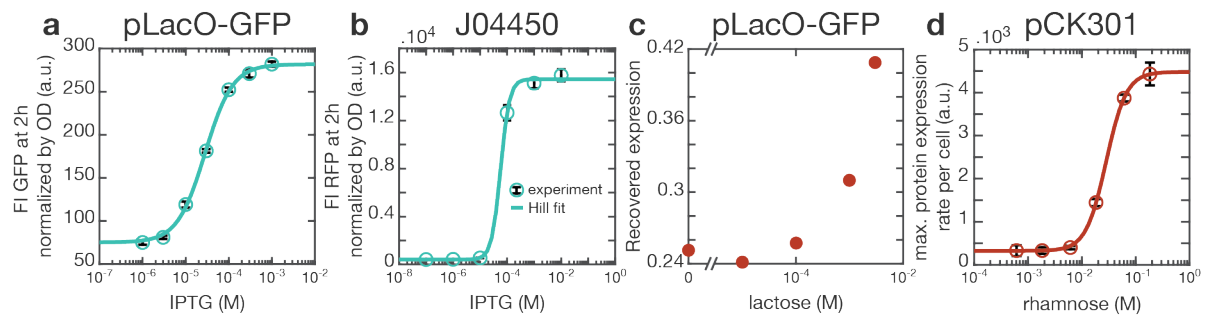 a pLacO-GFP
300
250
200
150
100
50
10-7 10-6 10-5 10-4 10-3 10-2
IPTG (M)
FI GFP at 2h
normalized by OD (a.u.)
b J04450
.10⁴
1.6
1.2
0.8
0.4
0
10-8 10-6 10-4 10-2 10⁰
IPTG (M)
FI RFP at 2h
normalized by OD (a.u.)
experiment
Hill fit
c pLacO-GFP
0.42
0.36
0.3
0.24
0 10-4 10-2
lactose (M)
Recovered expression
d pCK301
.10³
5
4
3
2
1
0
10-4 10-3 10-2 10-1 10⁰
rhamnose (M)
max. protein expression
rate per cell (a.u.)